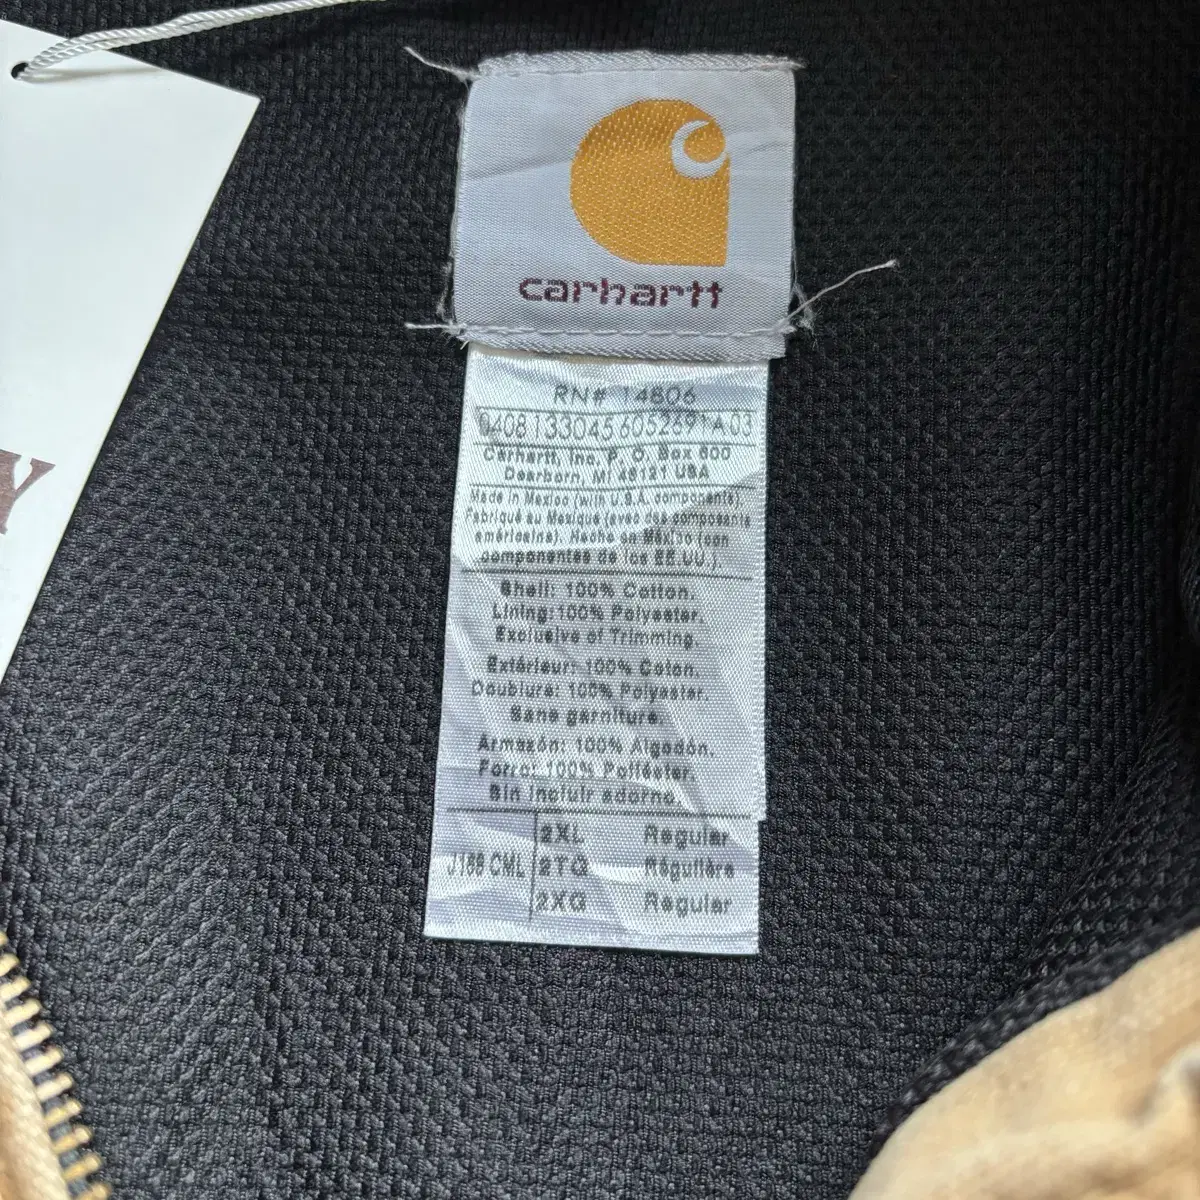 carhartt
RN# 14806
0408133045 6052691A 03
Carhartt, Inc. P. O. Box 600
Dearborn, MI 48121 USA
Made in Mexico (with U.S.A. components)
Fabriqué au Mexique (avec des composants
américains). Hecho en México (con
componentes de los EE.UU.).
Shell: 100% Cotton.
Lining: 100% Polyester.
Exclusive of Trimming.
Extérieur: 100% Coton.
Doublure: 100% Polyester.
Sans garniture.
Armazón: 100% Algodón.
Forro: 100% Poliéster.
Sin incluir adorno.
2XL Regular
J168 CML 2TG Régulière
2XG Regular